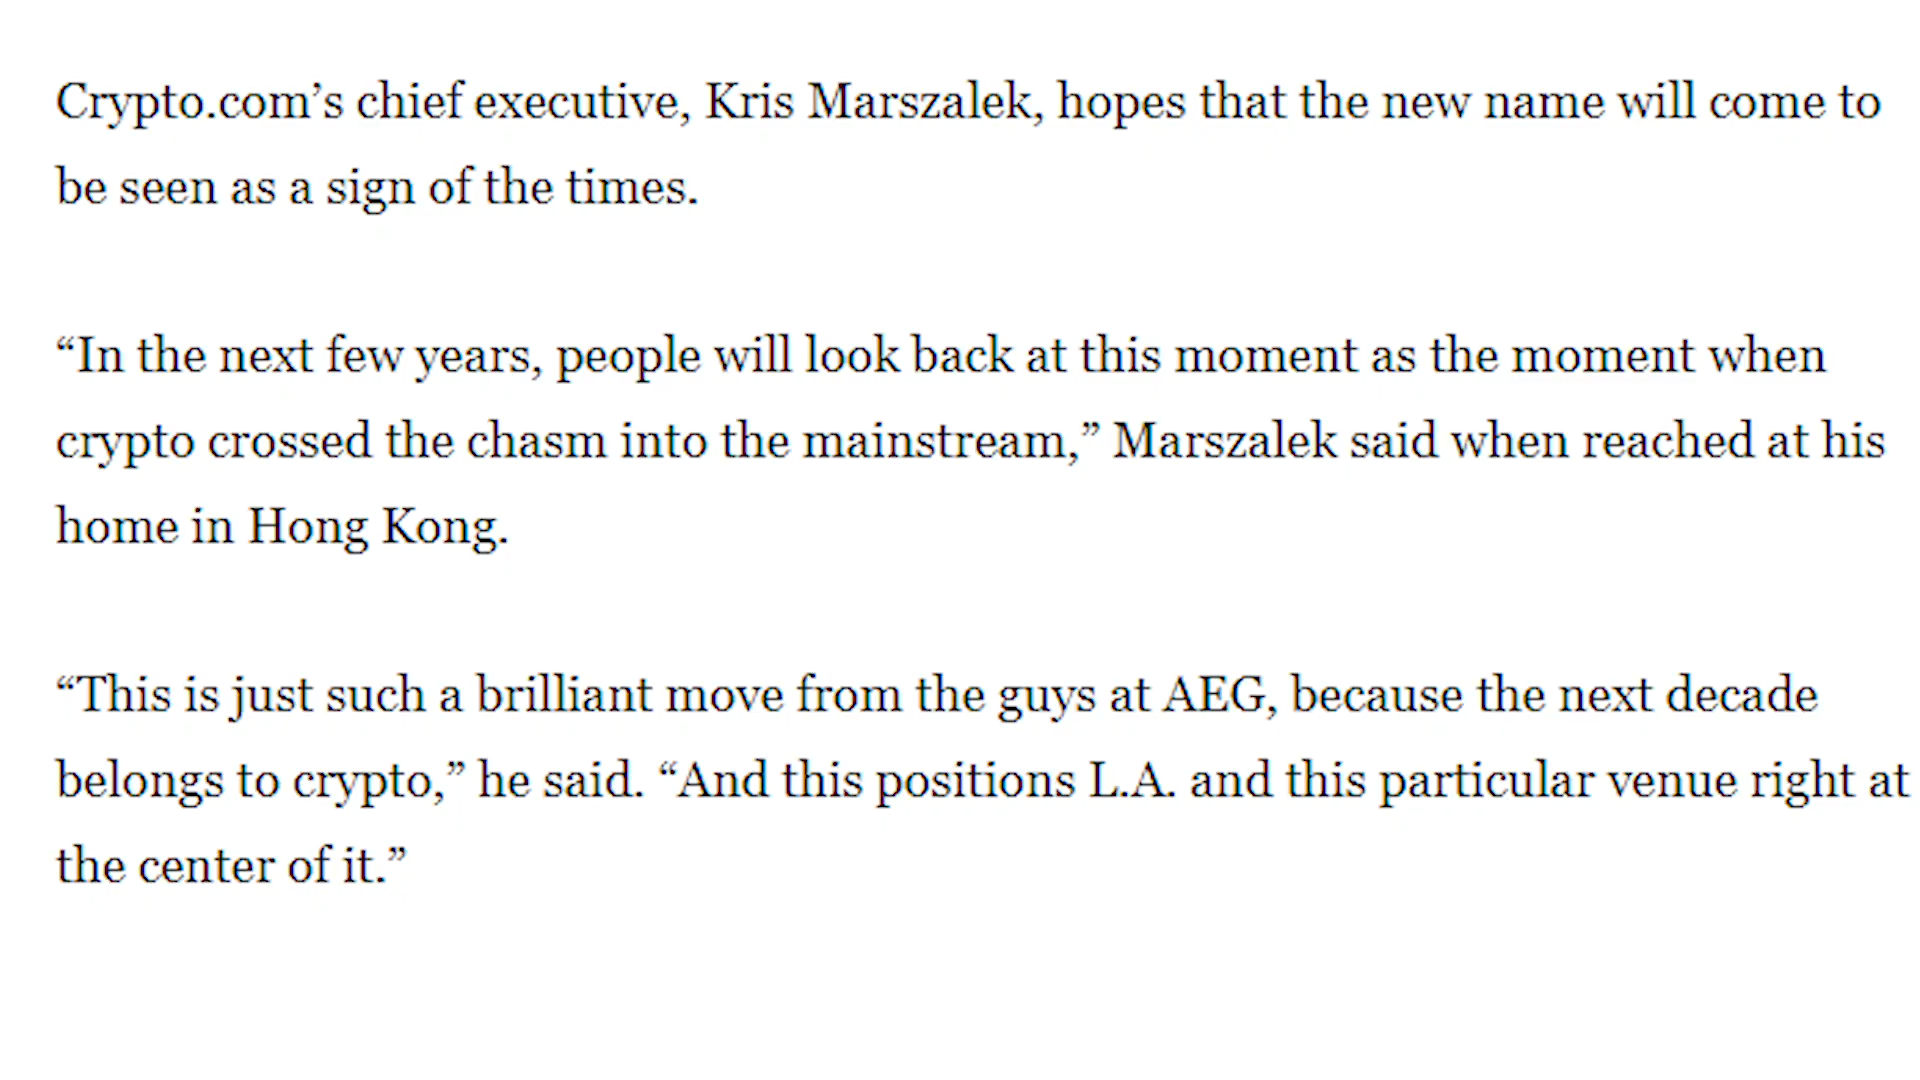 Crypto.com’s chief executive, Kris Marszalek, hopes that the new name will come to
be seen as a sign of the times.
“In the next few years, people will look back at this moment as the moment when
crypto crossed the chasm into the mainstream,” Marszalek said when reached at his
home in Hong Kong.
“This is just such a brilliant move from the guys at AEG, because the next decade
belongs to crypto,” he said. “And this positions L.A. and this particular venue right at
the center of it.”